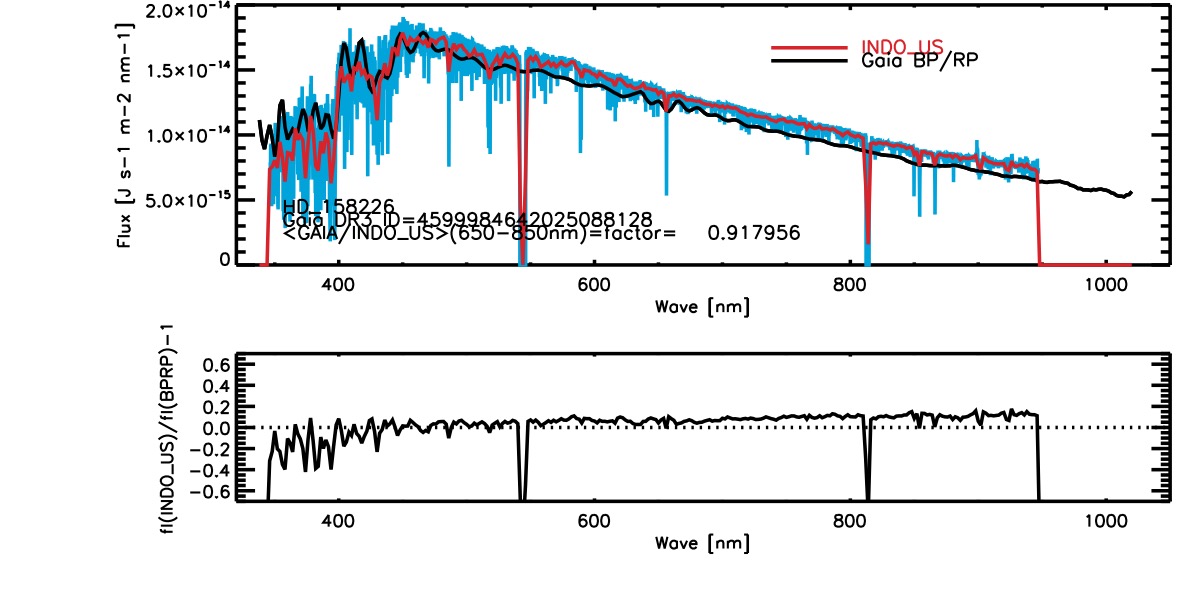 2.0×10⁻¹⁴
1.5×10⁻¹⁴
1.0×10⁻¹⁴
5.0×10⁻¹⁵
0
Flux [J s−1 m−2 nm−1]
INDO_US
Gaia BP/RP
HD_158226
Gaia DR3 ID=4599984642025088128
<GAIA/INDO_US>(650−850nm)=factor= 0.917956
400 600 800 1000
Wave [nm]
0.6
0.4
0.2
0.0
−0.2
−0.4
−0.6
fl(INDO_US)/fl(BPRP)−1
400 600 800 1000
Wave [nm]